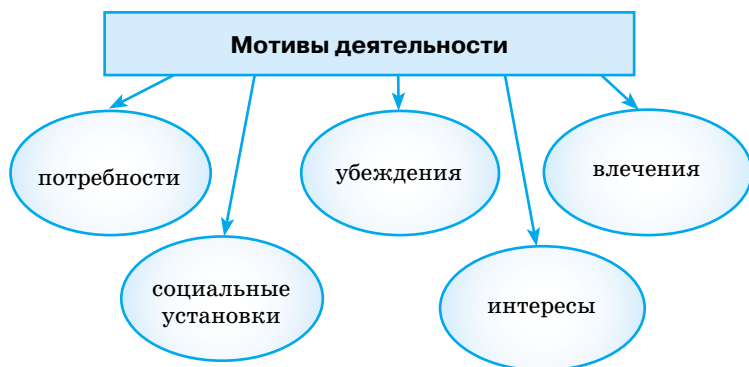 Мотивы деятельности
потребности
убеждения
влечения
социальные
установки
интересы